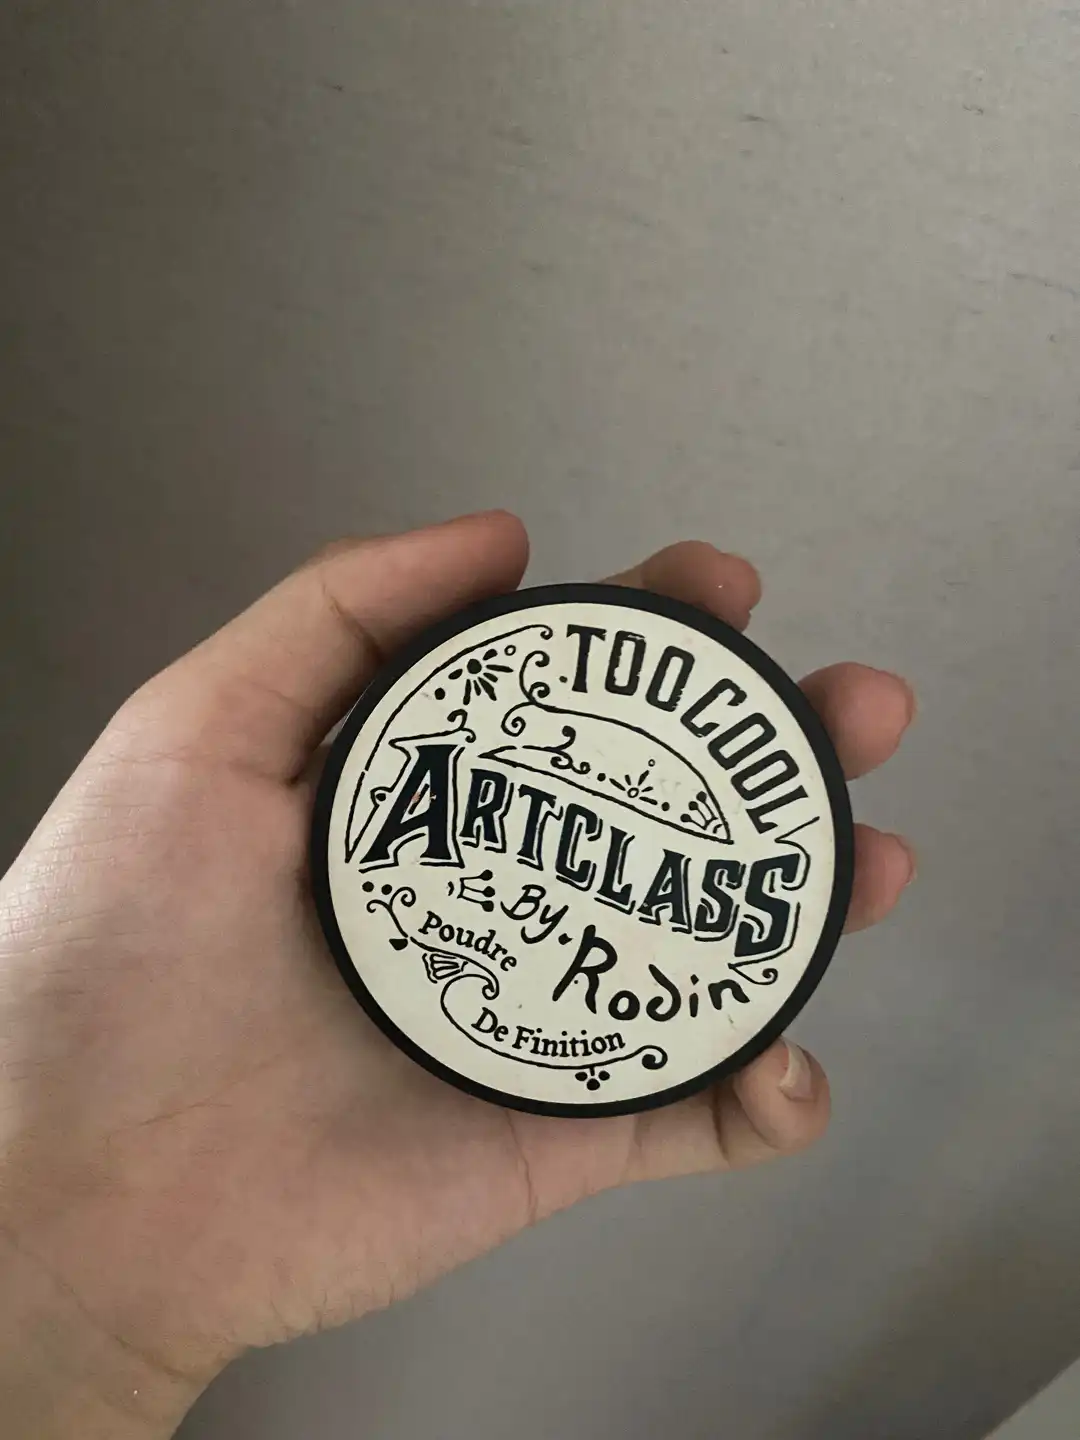 TOO COOL
ARTCLASS
By. Rodin
Poudre
De Finition